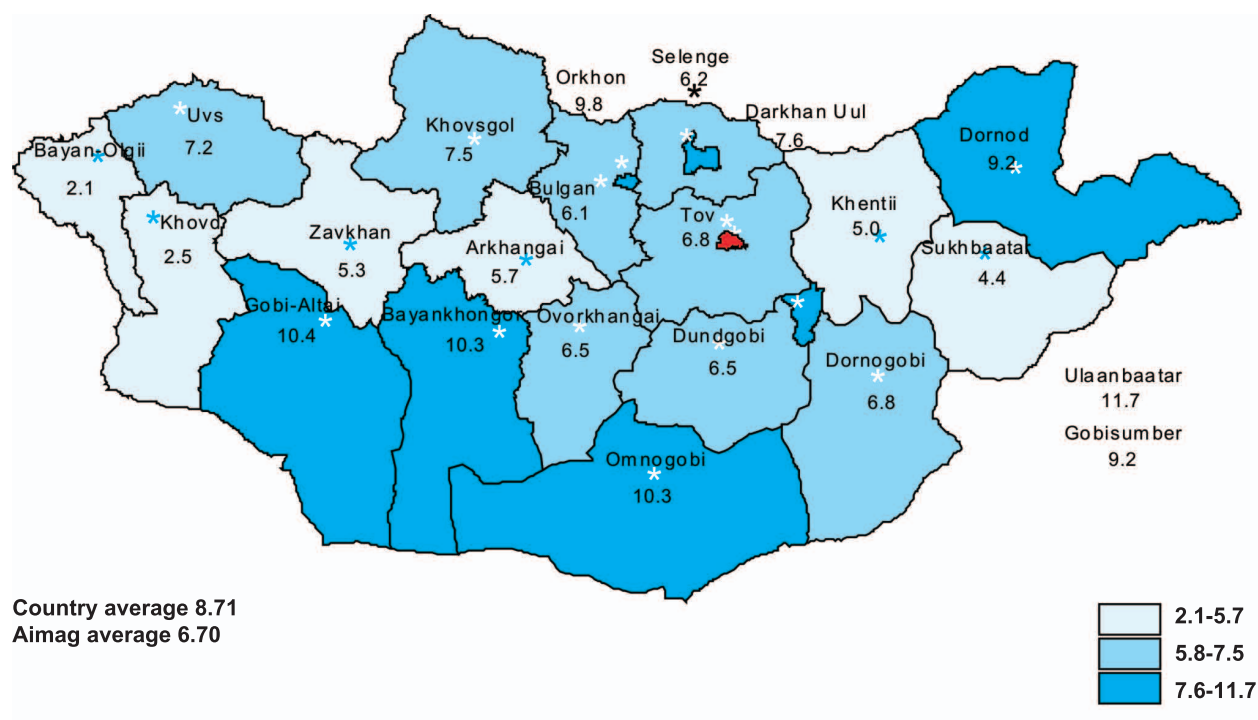 Selenge
6.2
Orkhon
9.8
Darkhan Uul
7.6
Uvs
7.2
Khovsgol
7.5
Dornod
9.2
Bayan-Olgii
2.1
Bulgan
6.1
Khovd
2.5
Zavkhan
5.3
Arkhangai
5.7
Tov
6.8
Khentii
5.0
Sukhbaatar
4.4
Gobi-Altai
10.4
Bayankhongor
10.3
Ovorkhangai
6.5
Dundgobi
6.5
Dornogobi
6.8
Ulaanbaatar
11.7
Gobisumber
9.2
Omnogobi
10.3
Country average 8.71
Aimag average 6.70
2.1-5.7
5.8-7.5
7.6-11.7